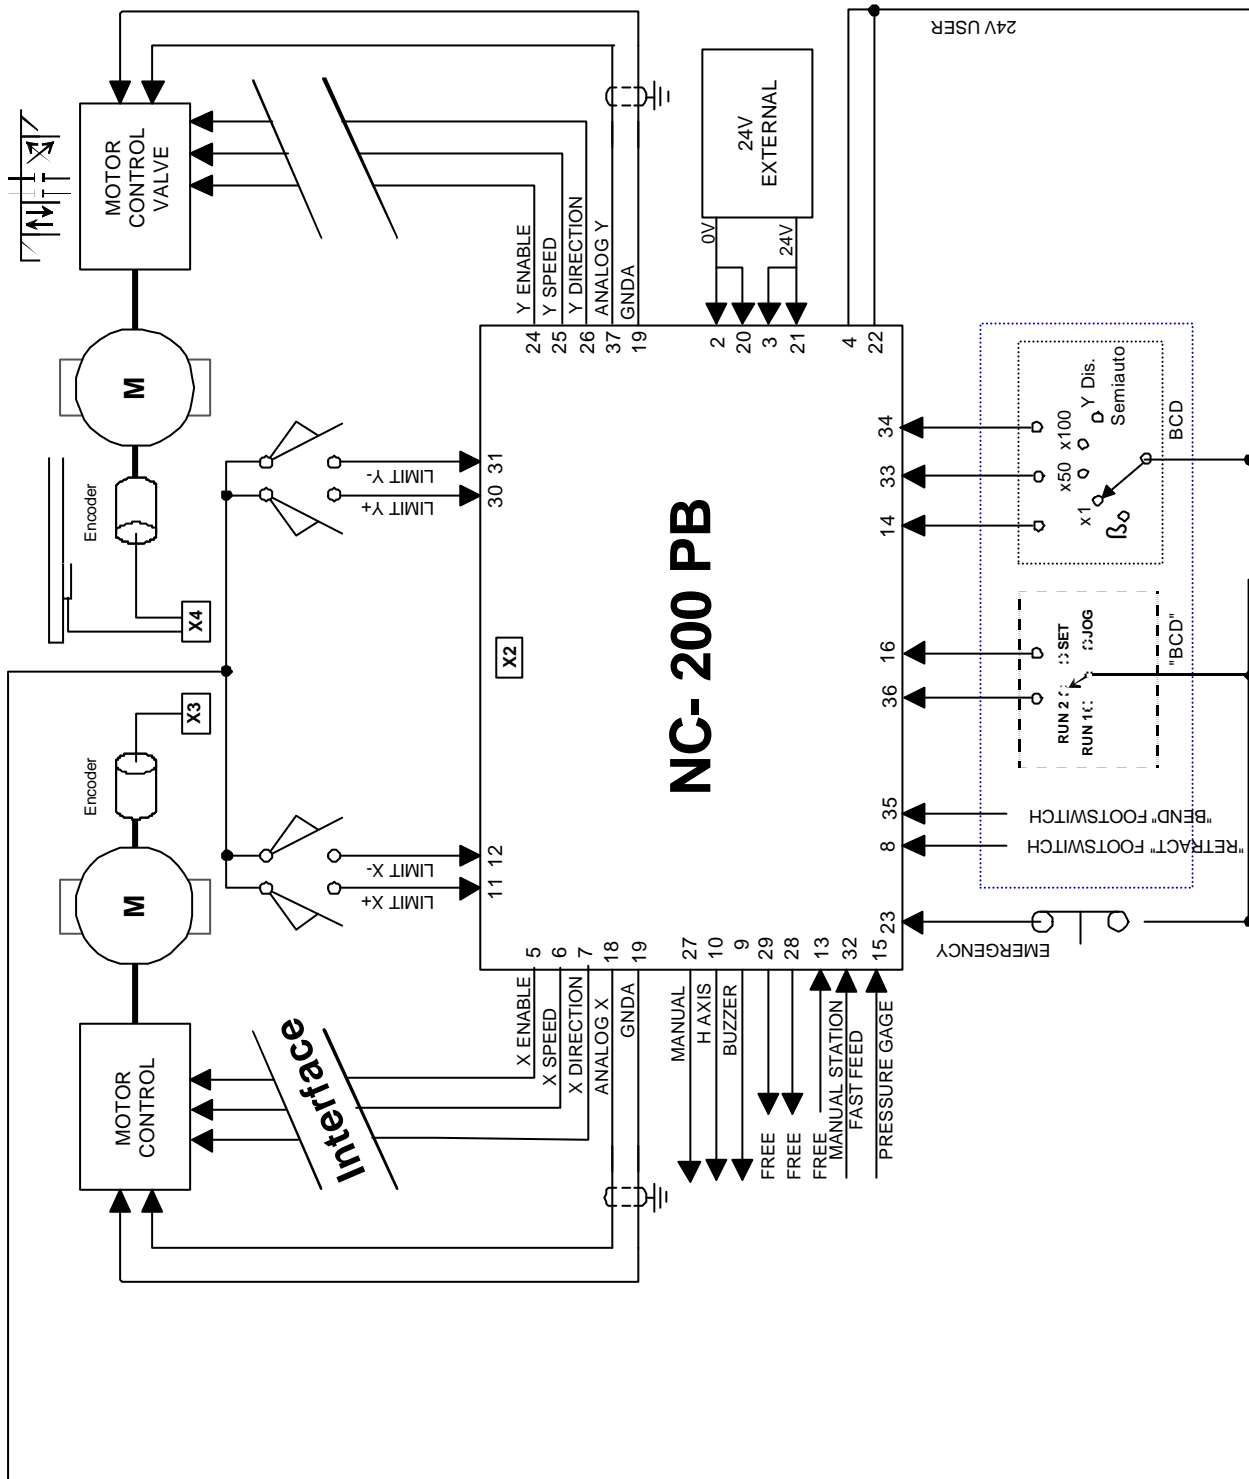 24V USER
MOTOR
CONTROL
VALVE
M
Encoder
X4
X3
Encoder
M
MOTOR
CONTROL
Interface
24V
EXTERNAL
0V
24V
Y ENABLE
Y SPEED
Y DIRECTION
ANALOG Y
GNDA
24
25
26
37
19
2
20
3
21
4
22
LIMIT Y-
LIMIT Y+
31
30
LIMIT X-
LIMIT X+
12
11
X2
NC- 200 PB
X ENABLE
X SPEED
X DIRECTION
ANALOG X
GNDA
5
6
7
18
19
MANUAL
H AXIS
BUZZER
FREE
FREE
FREE
MANUAL STATION
FAST FEED
PRESSURE GAGE
27
10
9
29
28
13
32
15
34
33
14
16
36
35
8
23
x1
x50
x100
Y Dis.
Semiauto
BCD
ß
RUN 2
RUN 1
SET
JOG
"BCD"
"BEND" FOOTSWITCH
"RETRACT" FOOTSWITCH
EMERGENCY